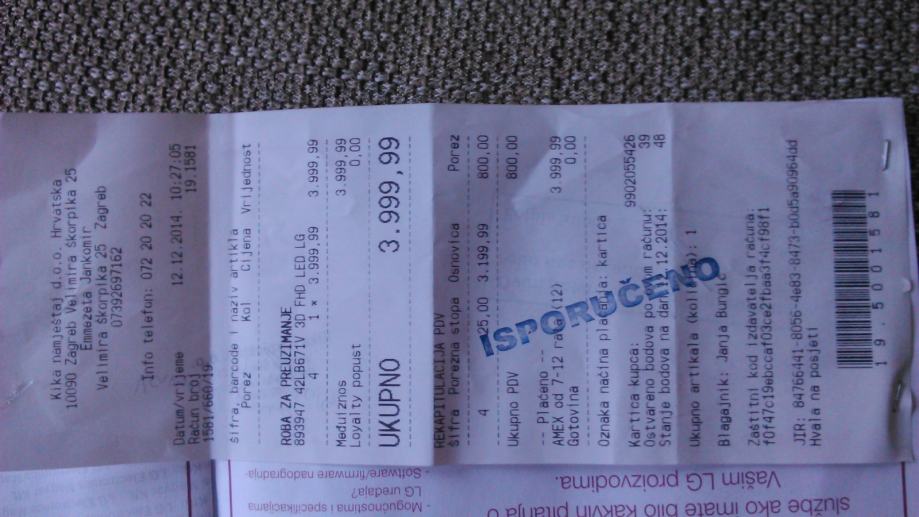 Kika namještaj d.o.o. Hrvatska
10090 Zagreb Velimira Škorpika 25
Emmezeta Jankomir
Velimira Škorpika 25 Zagreb
07392697162
Info telefon: 072 20 20 22
Datum/vrijeme 12.12.2014. 10:27:05
Račun broj 19.1581
1581/660/19
Šifra, barcode i naziv artikla
Porez Kol Cijena Vrijednost
ROBA ZA PREUZIMANJE
893947 42LB671V 3D FHD LED LG
4 1 × 3.999,99 3.999,99
Međuiznos 3.999,99
Loyalty popust 0,00
UKUPNO 3.999,99
REKAPITULACIJA PDV
Šifra Porezna stopa Osnovica Porez
4 25,00 3.199,99 800,00
Ukupno PDV 800,00
-- Plaćeno --
AMEX od 7-12 rata (12) 3.999,99
Gotovina 0,00
Oznaka načina plaćanja: kartica
Kartica kupca: 9902055426
Ostvareno bodova po ovom računu: 39
Stanje bodova na dan 12.12.2014: 48
ISPORUČENO
Ukupno artikala (količina): 1
Blagajnik: Janja Bungić
Zaštitni kod izdavatelja računa:
f0f47c19ebccaf03ce2fbaa3f4cf98f1
JIR: 84766441-8056-4e83-8473-b0d5a90964dd
Hvala na posjeti
19.5001581
- Mogućnostima i specifikacijama
LG uređaja?
- Software/firmware nadogradnja-
službe ako imate bilo kakvih pitanja o
Vašim LG proizvodima.